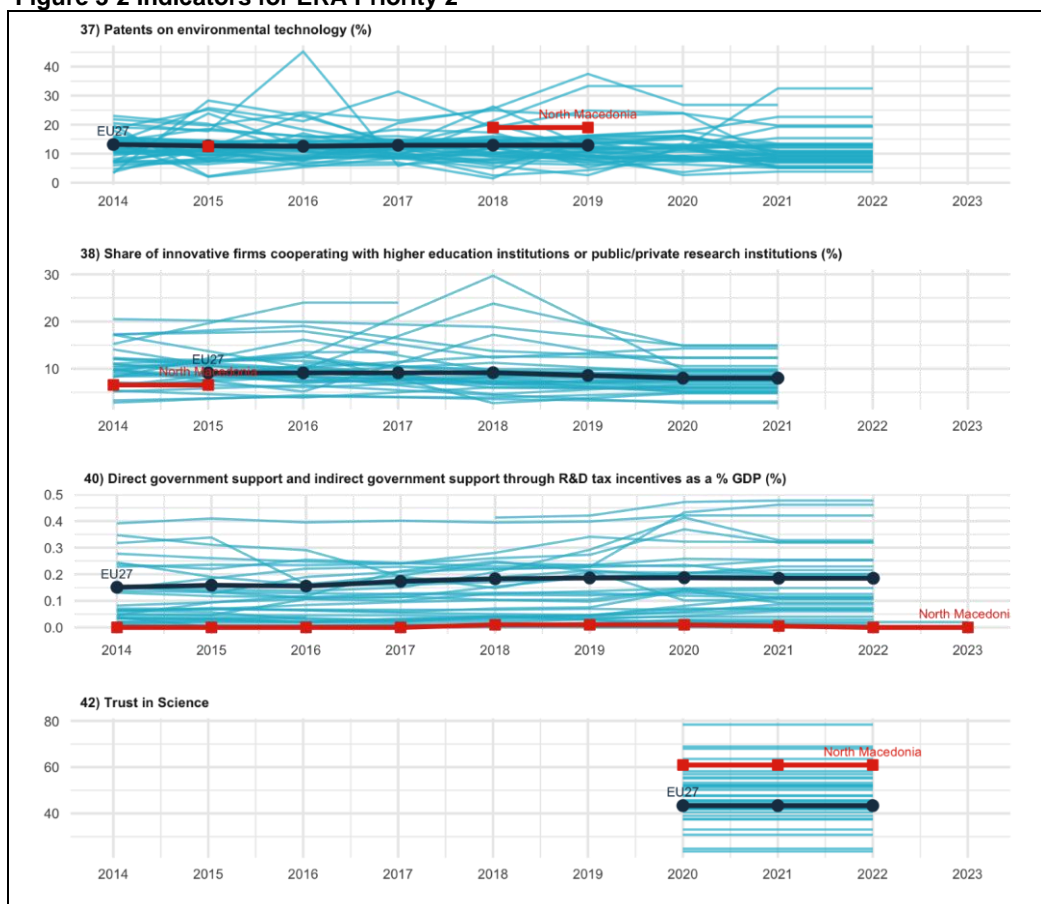 Figure 3-2 Indicators for ERA Priority 2
37) Patents on environmental technology (%)
40
30
20
10
0
EU27
North Macedonia
2014 2015 2016 2017 2018 2019 2020 2021 2022 2023
38) Share of innovative firms cooperating with higher education institutions or public/private research institutions (%)
30
20
10
EU27
North Macedonia
2014 2015 2016 2017 2018 2019 2020 2021 2022 2023
40) Direct government support and indirect government support through R&D tax incentives as a % GDP (%)
0.5
0.4
0.3
0.2
0.1
0.0
EU27
North Macedoni
2014 2015 2016 2017 2018 2019 2020 2021 2022 2023
42) Trust in Science
80
60
40
North Macedonia
EU27
2014 2015 2016 2017 2018 2019 2020 2021 2022 2023